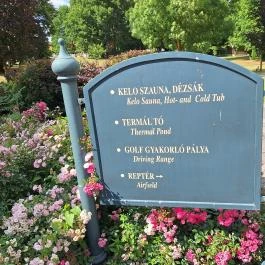 • KELO SZAUNA, DÉZSÁK
Kelo Sauna, Hot- and Cold Tub
• TERMÁL TÓ
Thermal Pond
• GOLF GYAKORLÓ PÁLYA
Driving Range
• REPTÉR →
Airfield